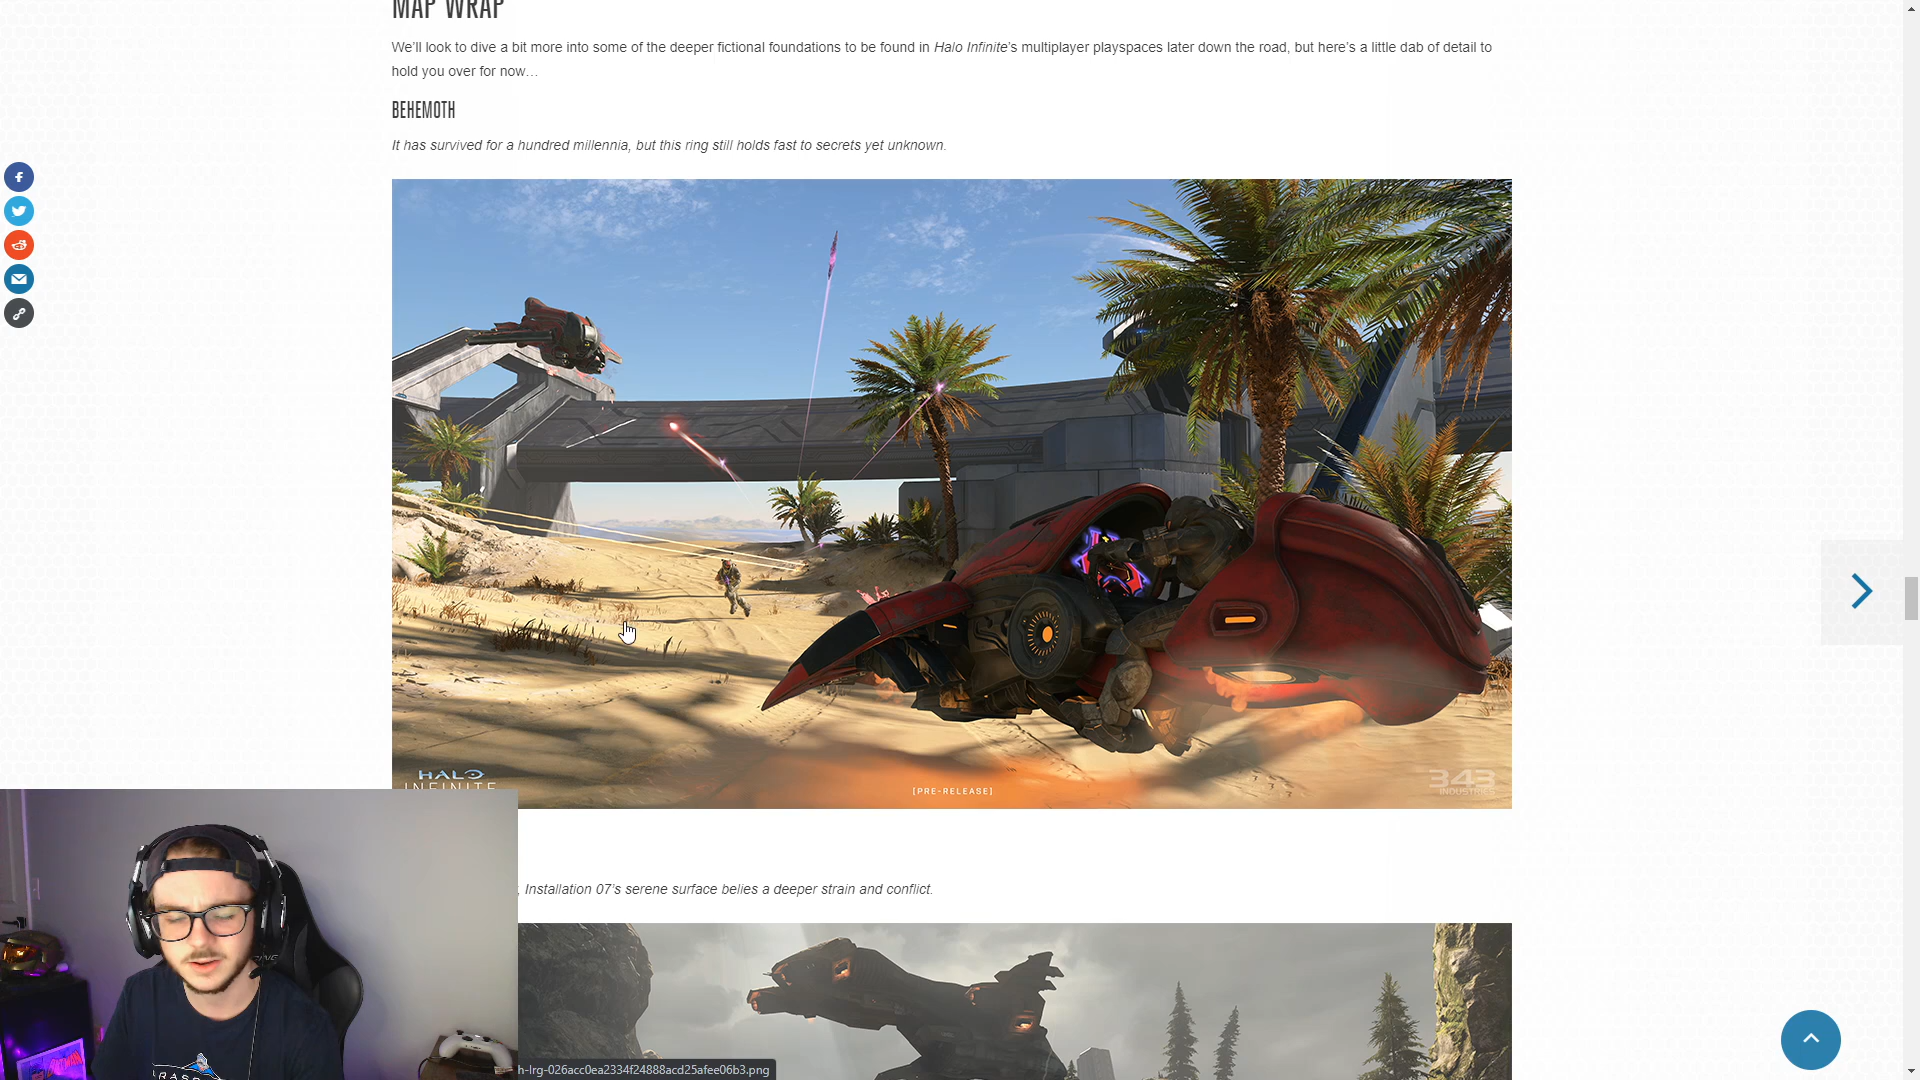 MAP WRAP
We'll look to dive a bit more into some of the deeper fictional foundations to be found in Halo Infinite's multiplayer playspaces later down the road, but here's a little dab of detail to
hold you over for now…
BEHEMOTH
It has survived for a hundred millennia, but this ring still holds fast to secrets yet unknown.
HALO
INFINITE
[PRE-RELEASE]
343
INDUSTRIES
, Installation 07's serene surface belies a deeper strain and conflict.
h-lrg-026acc0ea2334f24888acd25afee06b3.png